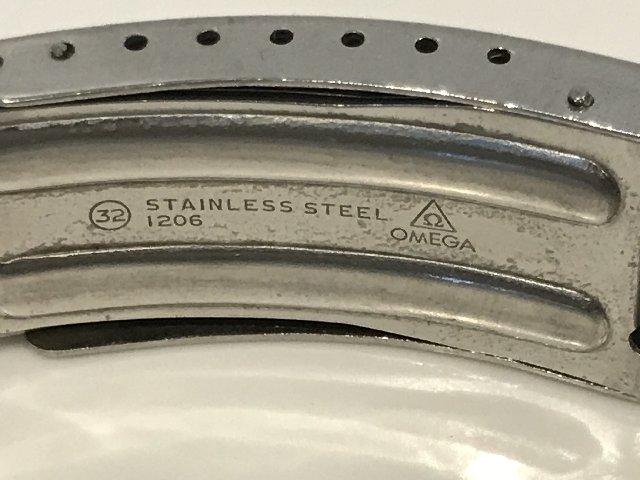 32
STAINLESS STEEL
1206
Ω
OMEGA